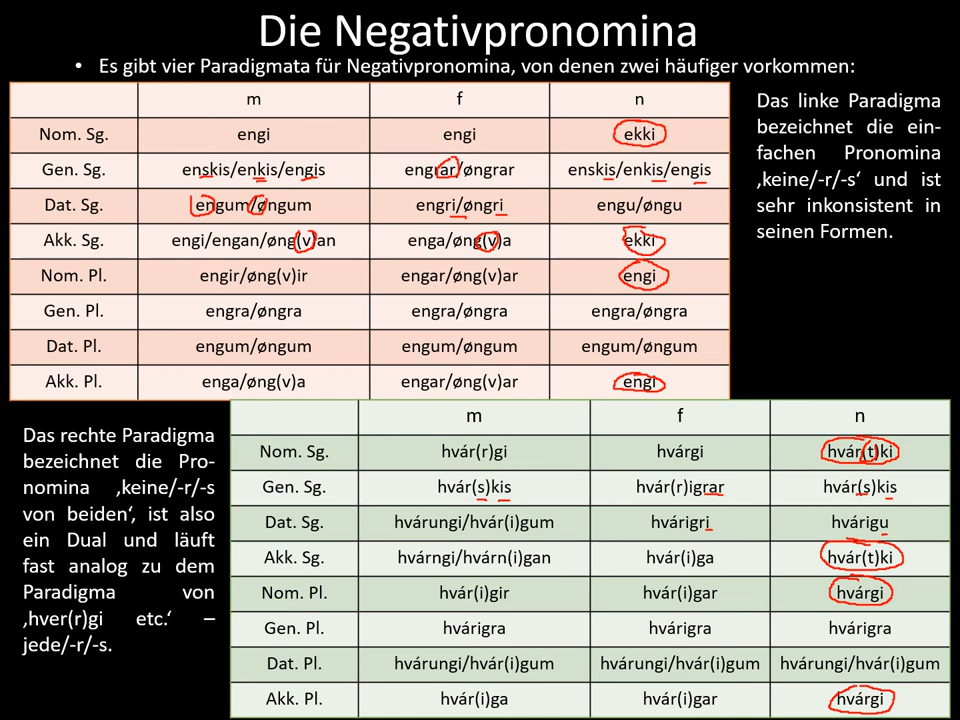 Die Negativpronomina
• Es gibt vier Paradigmata für Negativpronomina, von denen zwei häufiger vorkommen:
m f n
Nom. Sg. engi engi ekki
Gen. Sg. enskis/enkis/engis engrar/øngrar enskis/enkis/engis
Dat. Sg. engum/øngum engri/øngri engu/øngu
Akk. Sg. engi/engan/øng(v)an enga/øng(v)a ekki
Nom. Pl. engir/øng(v)ir engar/øng(v)ar engi
Gen. Pl. engra/øngra engra/øngra engra/øngra
Dat. Pl. engum/øngum engum/øngum engum/øngum
Akk. Pl. enga/øng(v)a engar/øng(v)ar engi
Das linke Paradigma
bezeichnet die ein-
fachen Pronomina
‚keine/-r/-s‘ und ist
sehr inkonsistent in
seinen Formen.
Das rechte Paradigma
bezeichnet die Pro-
nomina ‚keine/-r/-s
von beiden‘, ist also
ein Dual und läuft
fast analog zu dem
Paradigma von
‚hver(r)gi etc.‘ –
jede/-r/-s.
m f n
Nom. Sg. hvár(r)gi hvárgi hvár(t)ki
Gen. Sg. hvár(s)kis hvár(r)igrar hvár(s)kis
Dat. Sg. hvárungi/hvár(i)gum hvárigri hvárigu
Akk. Sg. hvárngi/hvárn(i)gan hvár(i)ga hvár(t)ki
Nom. Pl. hvár(i)gir hvár(i)gar hvárgi
Gen. Pl. hvárigra hvárigra hvárigra
Dat. Pl. hvárungi/hvár(i)gum hvárungi/hvár(i)gum hvárungi/hvár(i)gum
Akk. Pl. hvár(i)ga hvár(i)gar hvárgi